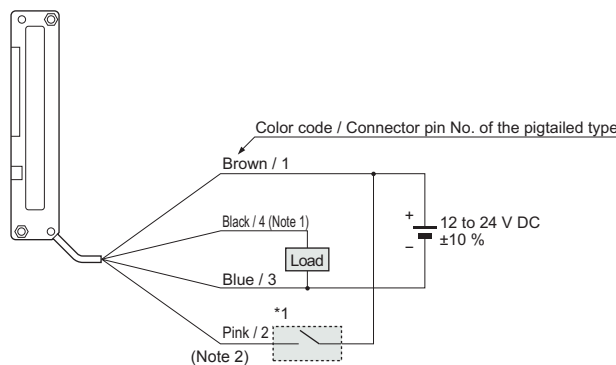 Color code / Connector pin No. of the pigtailed type
Brown / 1
Black / 4 (Note 1)
+
12 to 24 V DC
±10 %
−
Load
Blue / 3
*1
Pink / 2
(Note 2)